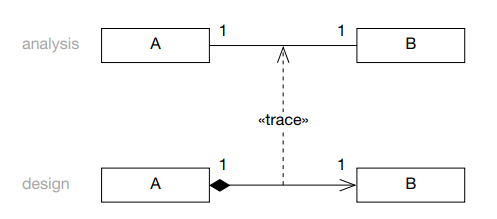 analysis A 1 1 B
«trace»
design A 1 1 B